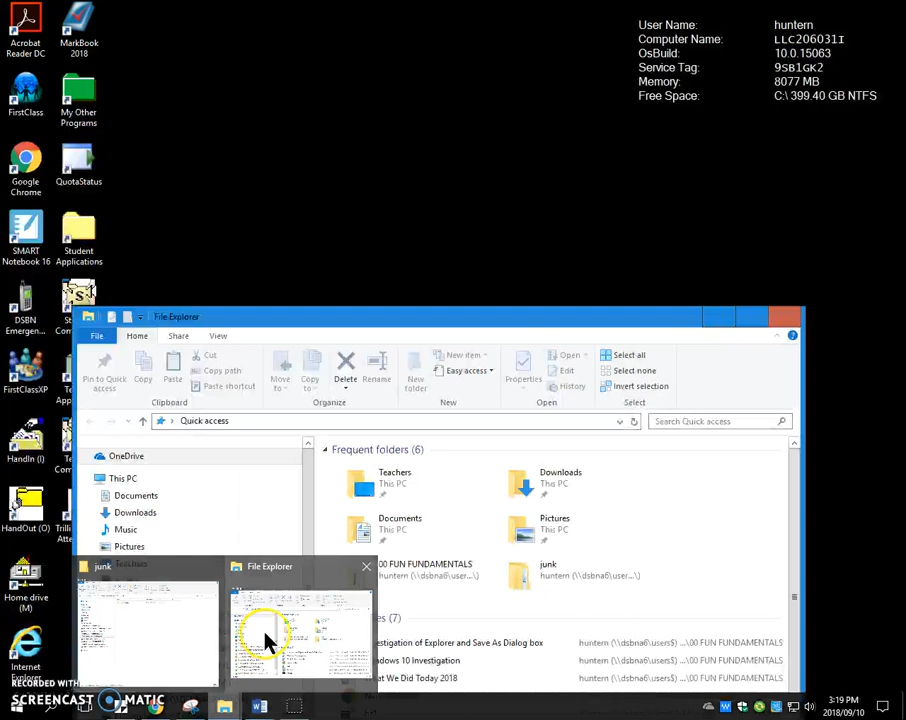 Acrobat
Reader DC
MarkBook
2018
FirstClass
My Other
Programs
Google
Chrome
QuotaStatus
SMART
Notebook 16
Student
Applications
DSBN
Emergen...
FirstClassXP
HandIn (I)
HandOut (O)
Home drive
(M)
Internet
Explorer
User Name: huntern
Computer Name: LLC206031I
OsBuild: 10.0.15063
Service Tag: 9SB1GK2
Memory: 8077 MB
Free Space: C:\ 399.40 GB NTFS
File Explorer
File Home Share View
Pin to Quick
access
Copy
Paste
Cut
Copy path
Paste shortcut
Clipboard
Move
to
Copy
to
Delete
Rename
Organize
New
folder
New item
Easy access
New
Properties
Open
Edit
History
Open
Select all
Select none
Invert selection
Select
Quick access
Search Quick access
OneDrive
This PC
Documents
Downloads
Music
Pictures
Frequent folders (6)
Teachers
This PC
Downloads
This PC
Documents
This PC
Pictures
This PC
00 FUN FUNDAMENTALS
huntern (\\dsbna6\user...\)
junk
huntern (\\dsbna6\user...\)
es (7)
vestigation of Explorer and Save As Dialog box huntern (\\dsbna6\users$) ...\00 FUN FUNDAMENTALS
indows 10 Investigation huntern (\\dsbna6\users$) ...\00 FUN FUNDAMENTALS
at We Did Today 2018 huntern (\\dsbna6\users$) ...\00 FUN FUNDAMENTALS
junk
File Explorer
RECORDED WITH
SCREENCAST MATIC
3:19 PM
2018/09/10